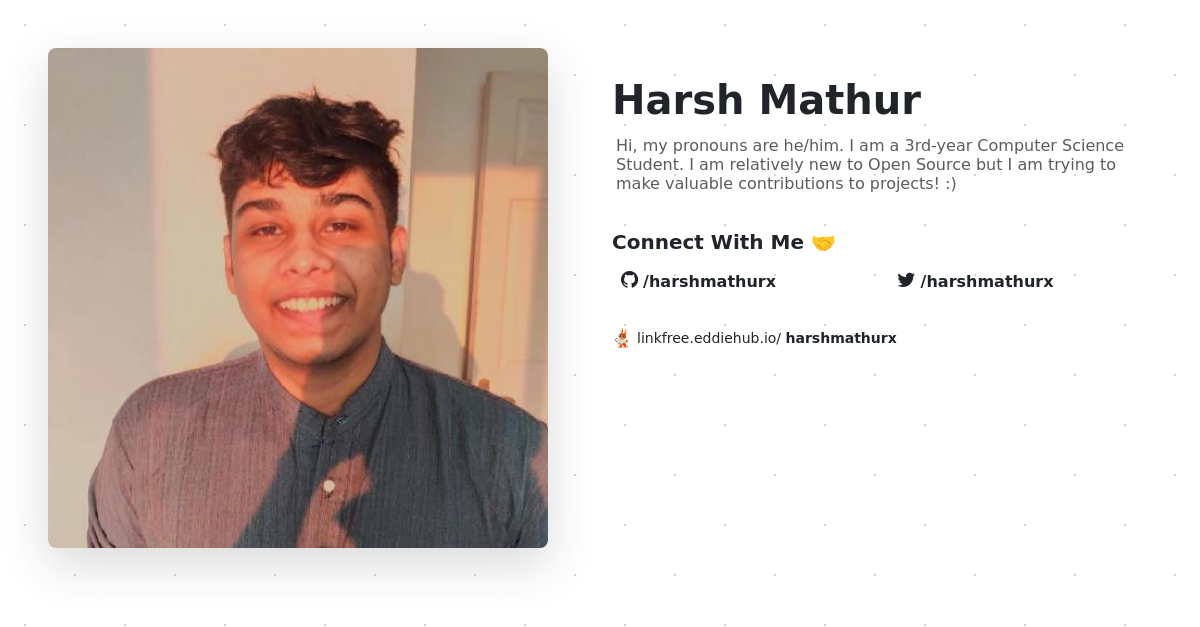 Harsh Mathur
Hi, my pronouns are he/him. I am a 3rd-year Computer Science
Student. I am relatively new to Open Source but I am trying to
make valuable contributions to projects! :)
Connect With Me 🤝
/harshmathurx
/harshmathurx
linkfree.eddiehub.io/ harshmathurx